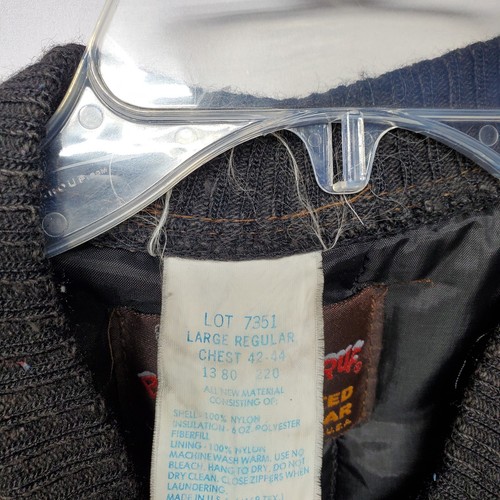 LOT 7351
LARGE REGULAR
CHEST 42-44
13 80 220
ALL NEW MATERIAL
CONSISTING OF:
SHELL-100% NYLON
INSULATION-6 OZ. POLYESTER
FIBERFILL
LINING-100% NYLON
MACHINE WASH WARM. USE NO
BLEACH. HANG TO DRY. DO NOT
DRY CLEAN. CLOSE ZIPPERS WHEN
LAUNDERING.
MADE IN U.S.A.
U.S.A.